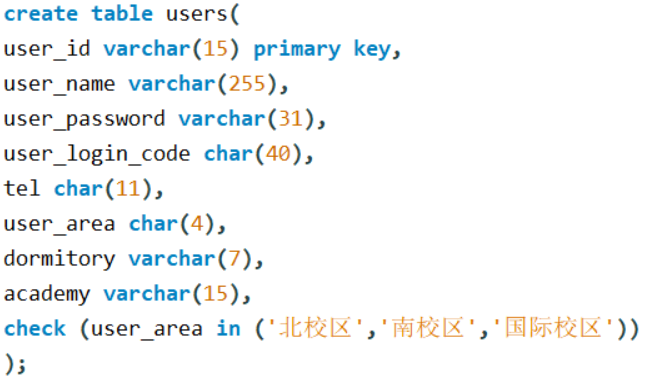 create table users(
user_id varchar(15) primary key,
user_name varchar(255),
user_password varchar(31),
user_login_code char(40),
tel char(11),
user_area char(4),
dormitory varchar(7),
academy varchar(15),
check (user_area in ('北校区','南校区','国际校区'))
);